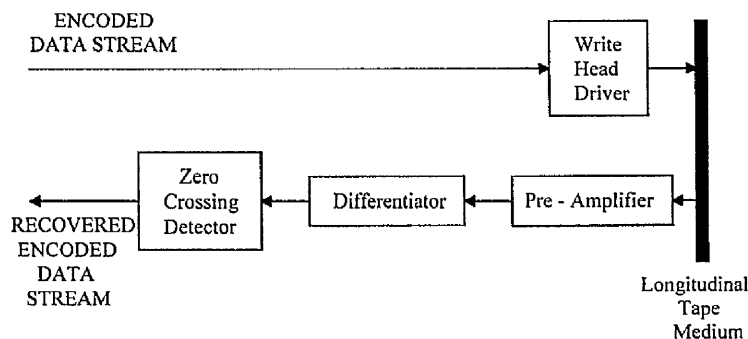 ENCODED
DATA STREAM
Write
Head
Driver
Zero
Crossing
Detector
Differentiator
Pre - Amplifier
RECOVERED
ENCODED
DATA
STREAM
Longitudinal
Tape
Medium